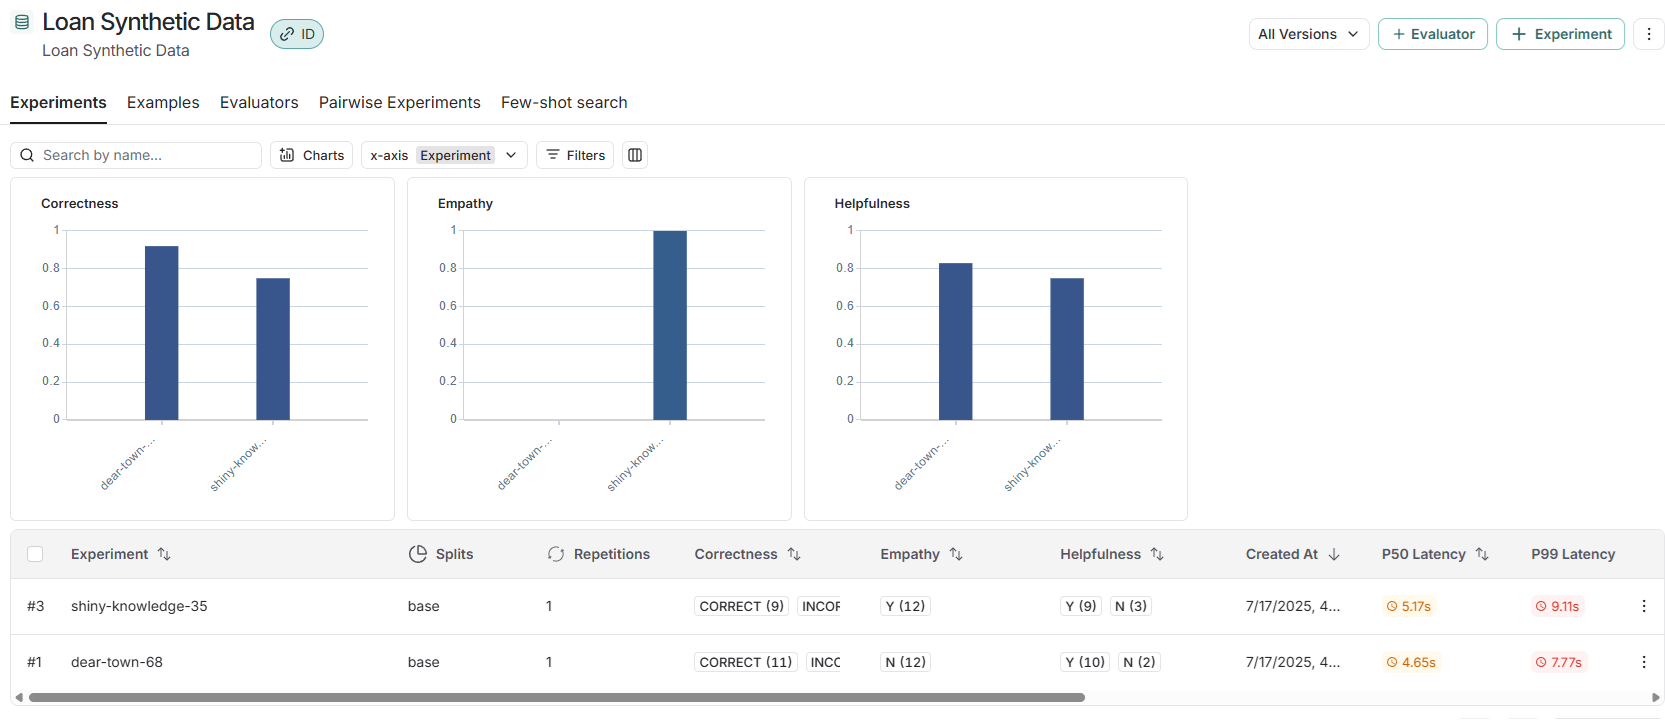 Loan Synthetic Data
ID
Loan Synthetic Data
All Versions
+ Evaluator
+ Experiment
Experiments Examples Evaluators Pairwise Experiments Few-shot search
Search by name...
Charts
x-axis Experiment
Filters
Correctness
1
0.8
0.6
0.4
0.2
0
dear-town-...
shiny-know...
Empathy
1
0.8
0.6
0.4
0.2
0
dear-town-...
shiny-know...
Helpfulness
1
0.8
0.6
0.4
0.2
0
dear-town-...
shiny-know...
Experiment Splits Repetitions Correctness Empathy Helpfulness Created At P50 Latency P99 Latency
#3 shiny-knowledge-35 base 1 CORRECT (9) INCOR Y (12) Y (9) N (3) 7/17/2025, 4... 5.17s 9.11s
#1 dear-town-68 base 1 CORRECT (11) INCC N (12) Y (10) N (2) 7/17/2025, 4... 4.65s 7.77s